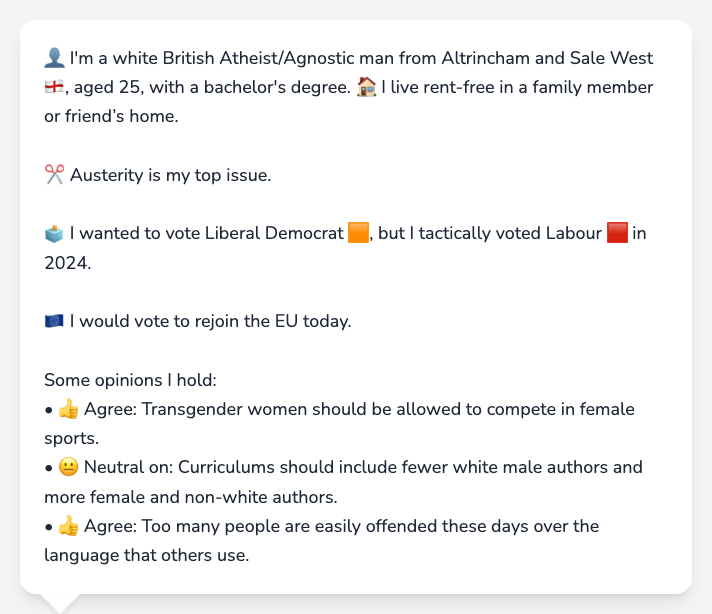 👤 I'm a white British Atheist/Agnostic man from Altrincham and Sale West
🏴󠁧󠁢󠁥󠁮󠁧󠁿, aged 25, with a bachelor's degree. 🏠 I live rent-free in a family member
or friend’s home.
✂️ Austerity is my top issue.
🗳️ I wanted to vote Liberal Democrat 🟧, but I tactically voted Labour 🟥 in
2024.
🇪🇺 I would vote to rejoin the EU today.
Some opinions I hold:
• 👍 Agree: Transgender women should be allowed to compete in female
sports.
• 😐 Neutral on: Curriculums should include fewer white male authors and
more female and non-white authors.
• 👍 Agree: Too many people are easily offended these days over the
language that others use.